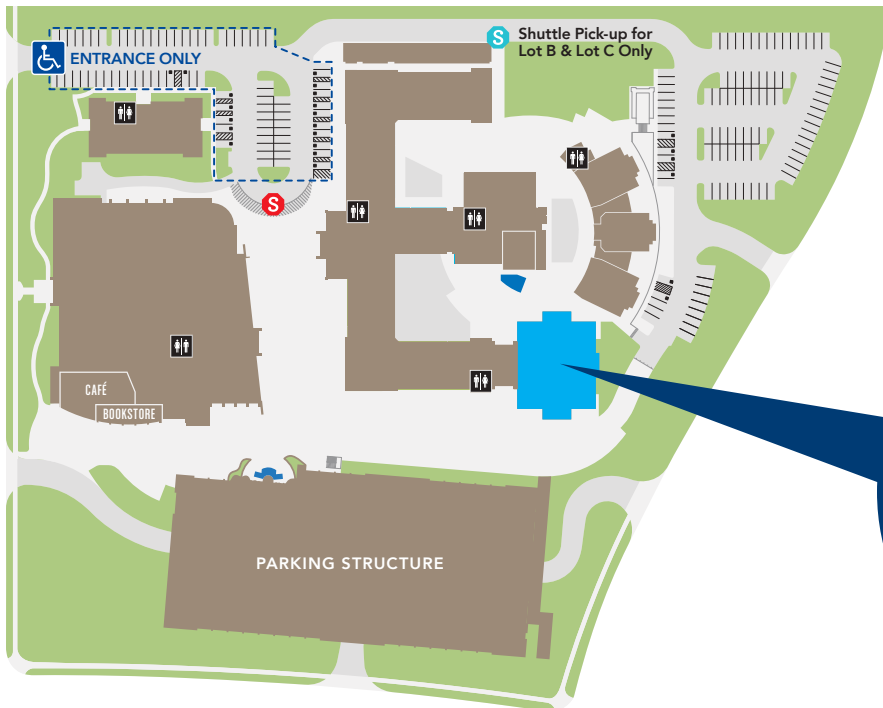 ENTRANCE ONLY
S
Shuttle Pick-up for
Lot B & Lot C Only
S
CAFÉ
BOOKSTORE
PARKING STRUCTURE